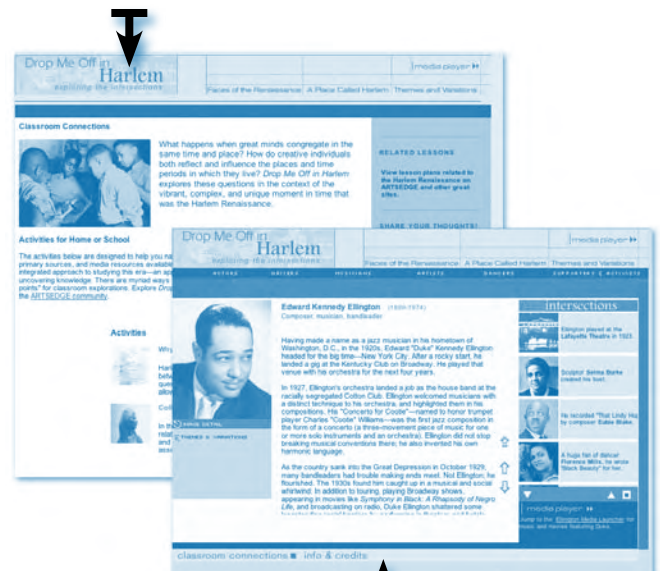 Drop Me Off in
Harlem
exploring the intersections
media player
Faces of the Renaissance A Place Called Harlem Themes and Variations
Classroom Connections
What happens when great minds congregate in the
same time and place? How do creative individuals
both reflect and influence the places and time
periods in which they live? Drop Me Off in Harlem
explores these questions in the context of the
vibrant, complex, and unique moment in time that
was the Harlem Renaissance.
RELATED LESSONS
View lesson plans related to
the Harlem Renaissance on
ARTSEDGE and other great
sites.
SHARE YOUR THOUGHTS!
Activities for Home or School
The activities below are designed to help you na
primary sources, and media resources available
integrated approach to studying this era—an ap
uncovering knowledge. There are myriad ways
points" for classroom explorations. Explore Drop
the ARTSEDGE community.
Activities
Why
Harl
Coll
In th
and
Drop Me Off in
Harlem
exploring the intersections
media player
Faces of the Renaissance A Place Called Harlem Themes and Variations
ACTORS WRITERS MUSICIANS ARTISTS DANCERS SUPPORTERS & ACTIVISTS
Edward Kennedy Ellington (1899-1974)
Composer, musician, bandleader
Having made a name as a jazz musician in his hometown of
Washington, D.C., in the 1920s, Edward "Duke" Kennedy Ellington
headed for the big time—New York City. After a rocky start, he
landed a gig at the Kentucky Club on Broadway. He played that
venue with his orchestra for the next four years.
In 1927, Ellington's orchestra landed a job as the house band at the
racially segregated Cotton Club. Ellington welcomed musicians with
a distinct technique to his orchestra, and highlighted them in his
compositions. His "Concerto for Cootie"—named to honor trumpet
player Charles "Cootie" Williams—was the first jazz composition in
the form of a concerto (a three-movement piece of music for one
or more solo instruments and an orchestra). Ellington did not stop
breaking musical boundaries there; he also invented his own
harmonic language.
As the country sank into the Great Depression in October 1929,
many bandleaders had trouble making ends meet. Not Ellington; he
flourished. The 1930s found him caught up in a musical and social
whirlwind. In addition to touring, playing Broadway shows,
appearing in movies like Symphony in Black: A Rhapsody of Negro
Life, and broadcasting on radio, Duke Ellington shattered some
IMAGE DETAIL
THEMES & VARIATIONS
intersections
Ellington played at the
Lafayette Theatre in 1923.
Sculptor Selma Burke
created his bust.
He recorded "That Lindy Hop"
by composer Eubie Blake.
A huge fan of dancer
Florence Mills, he wrote
"Black Beauty" for her.
media player
Jump to the Ellington Media Launcher for
music and movies featuring Duke.
classroom connections info & credits